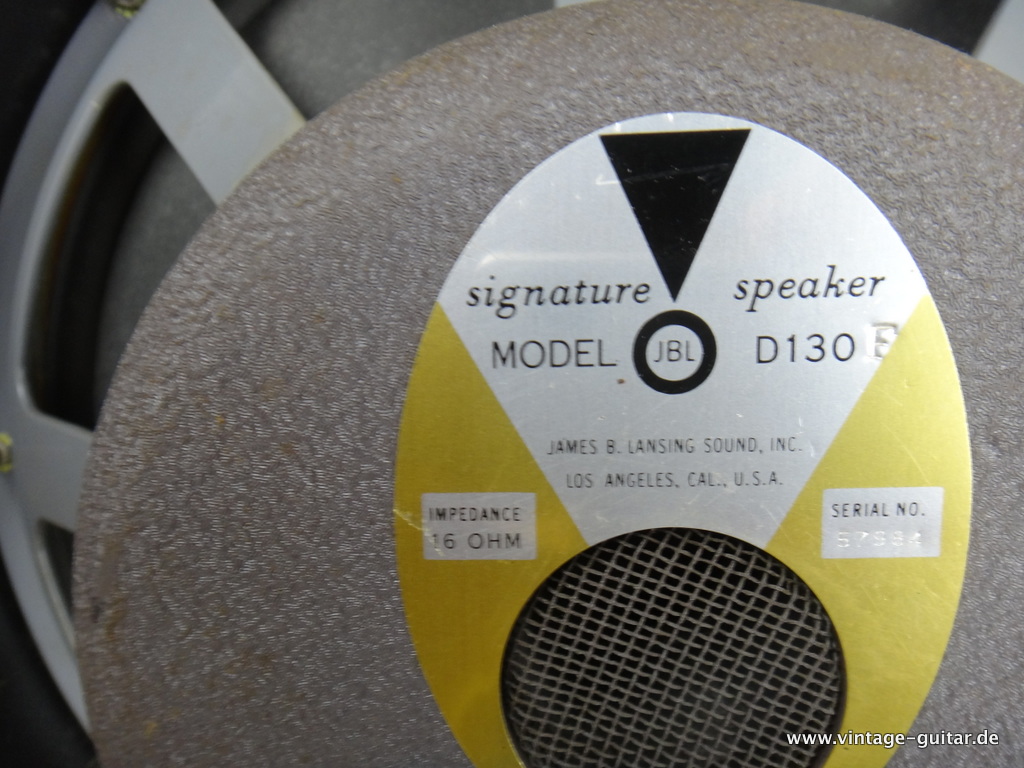 signature speaker
MODEL JBL D130
JAMES B. LANSING SOUND, INC.
LOS ANGELES, CAL., U.S.A.
IMPEDANCE
16 OHM
SERIAL NO.
www.vintage-guitar.de